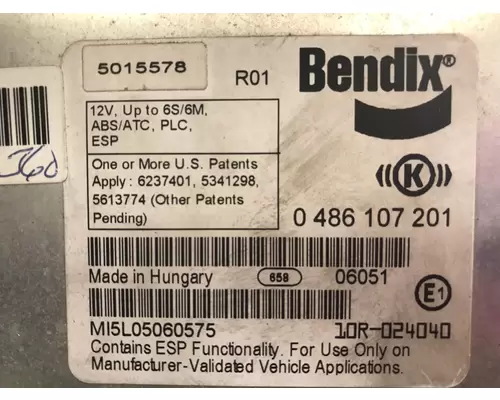 5015578
R01
Bendix®
12V, Up to 6S/6M,
ABS/ATC, PLC,
ESP
One or More U.S. Patents
Apply : 6237401, 5341298,
5613774 (Other Patents
Pending)
360
((K))
0 486 107 201
Made in Hungary
658
06051
E1
MI5L05060575
10R-024040
Contains ESP Functionality. For Use Only on
Manufacturer-Validated Vehicle Applications.